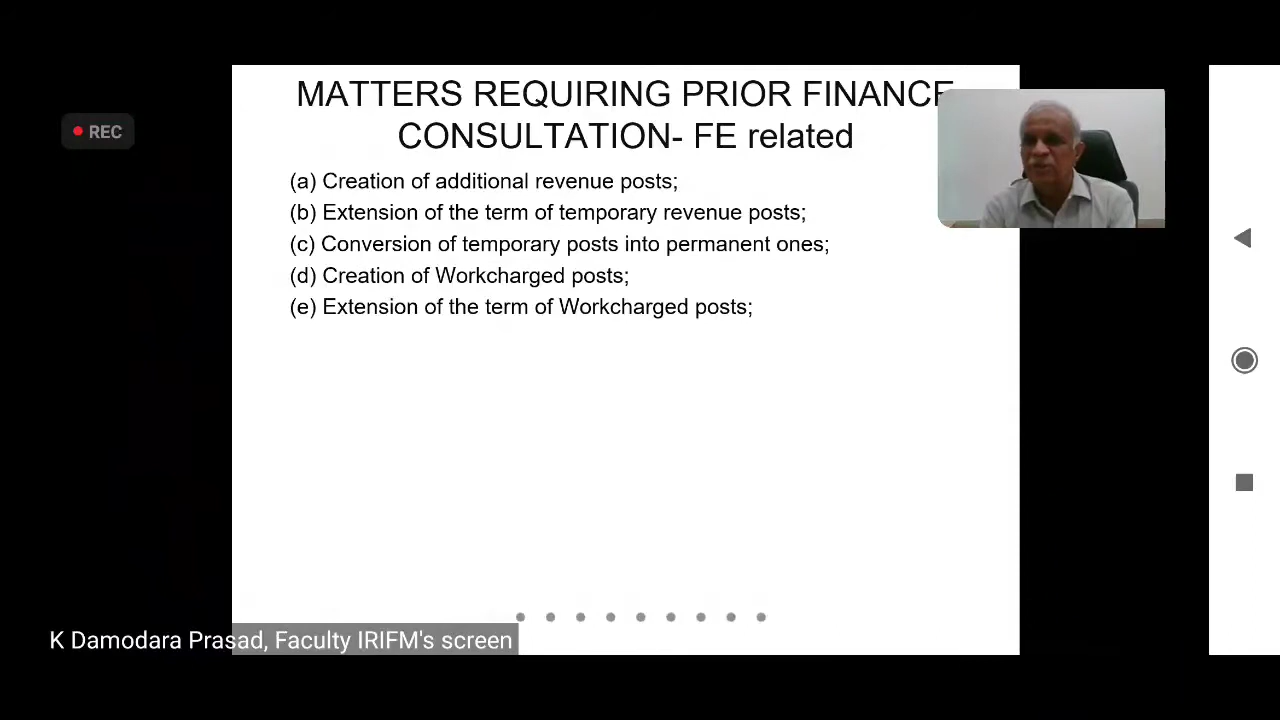 MATTERS REQUIRING PRIOR FINANCE
CONSULTATION- FE related
REC
(a) Creation of additional revenue posts;
(b) Extension of the term of temporary revenue posts;
(c) Conversion of temporary posts into permanent ones;
(d) Creation of Workcharged posts;
(e) Extension of the term of Workcharged posts;
K Damodara Prasad, Faculty IRIFM's screen